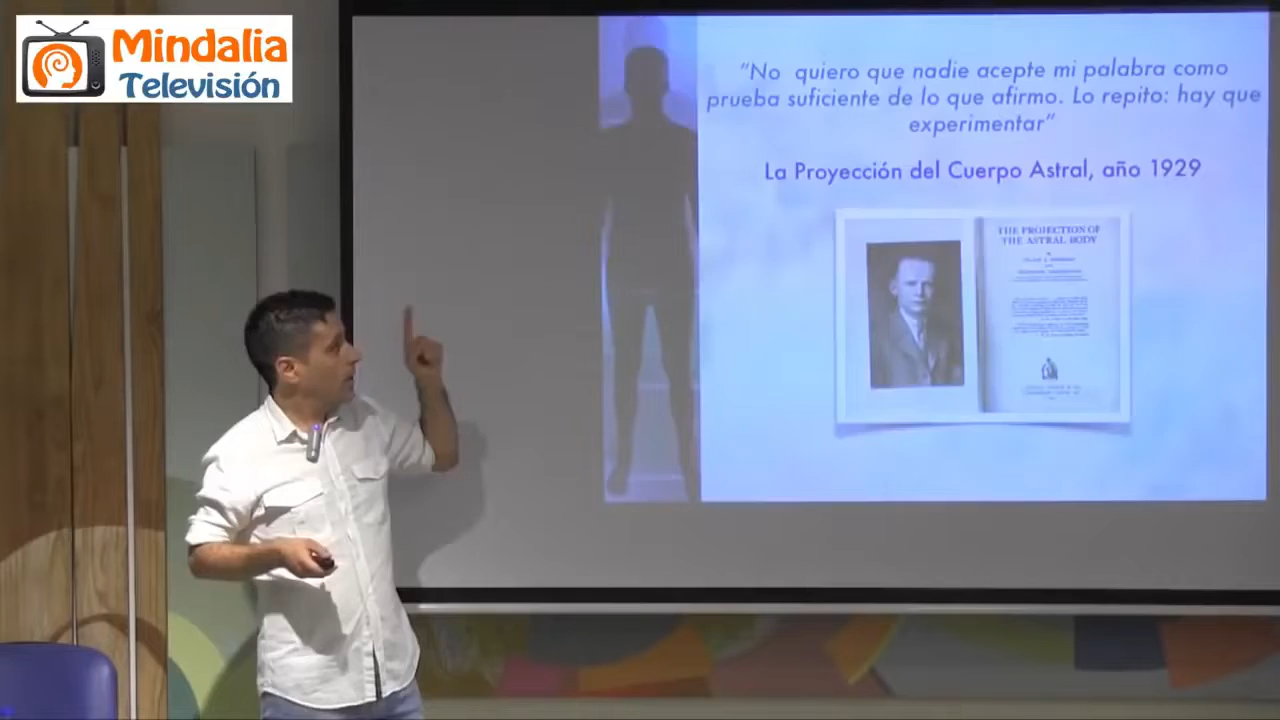 Mindalia
Televisión
"No quiero que nadie acepte mi palabra como
prueba suficiente de lo que afirmo. Lo repito: hay que
experimentar"
La Proyección del Cuerpo Astral, año 1929
THE PROJECTION OF
THE ASTRAL BODY